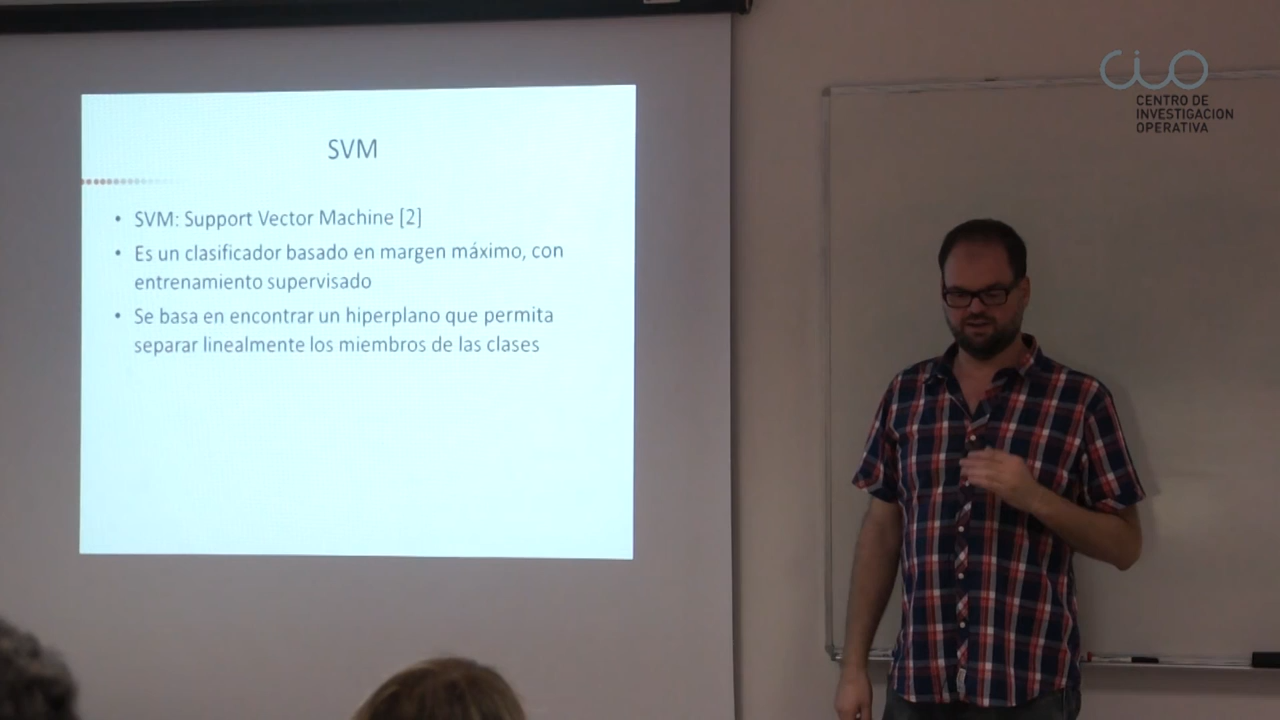 SVM
• SVM: Support Vector Machine [2]
• Es un clasificador basado en margen máximo, con
entrenamiento supervisado
• Se basa en encontrar un hiperplano que permita
separar linealmente los miembros de las clases
CIO
CENTRO DE
INVESTIGACION
OPERATIVA